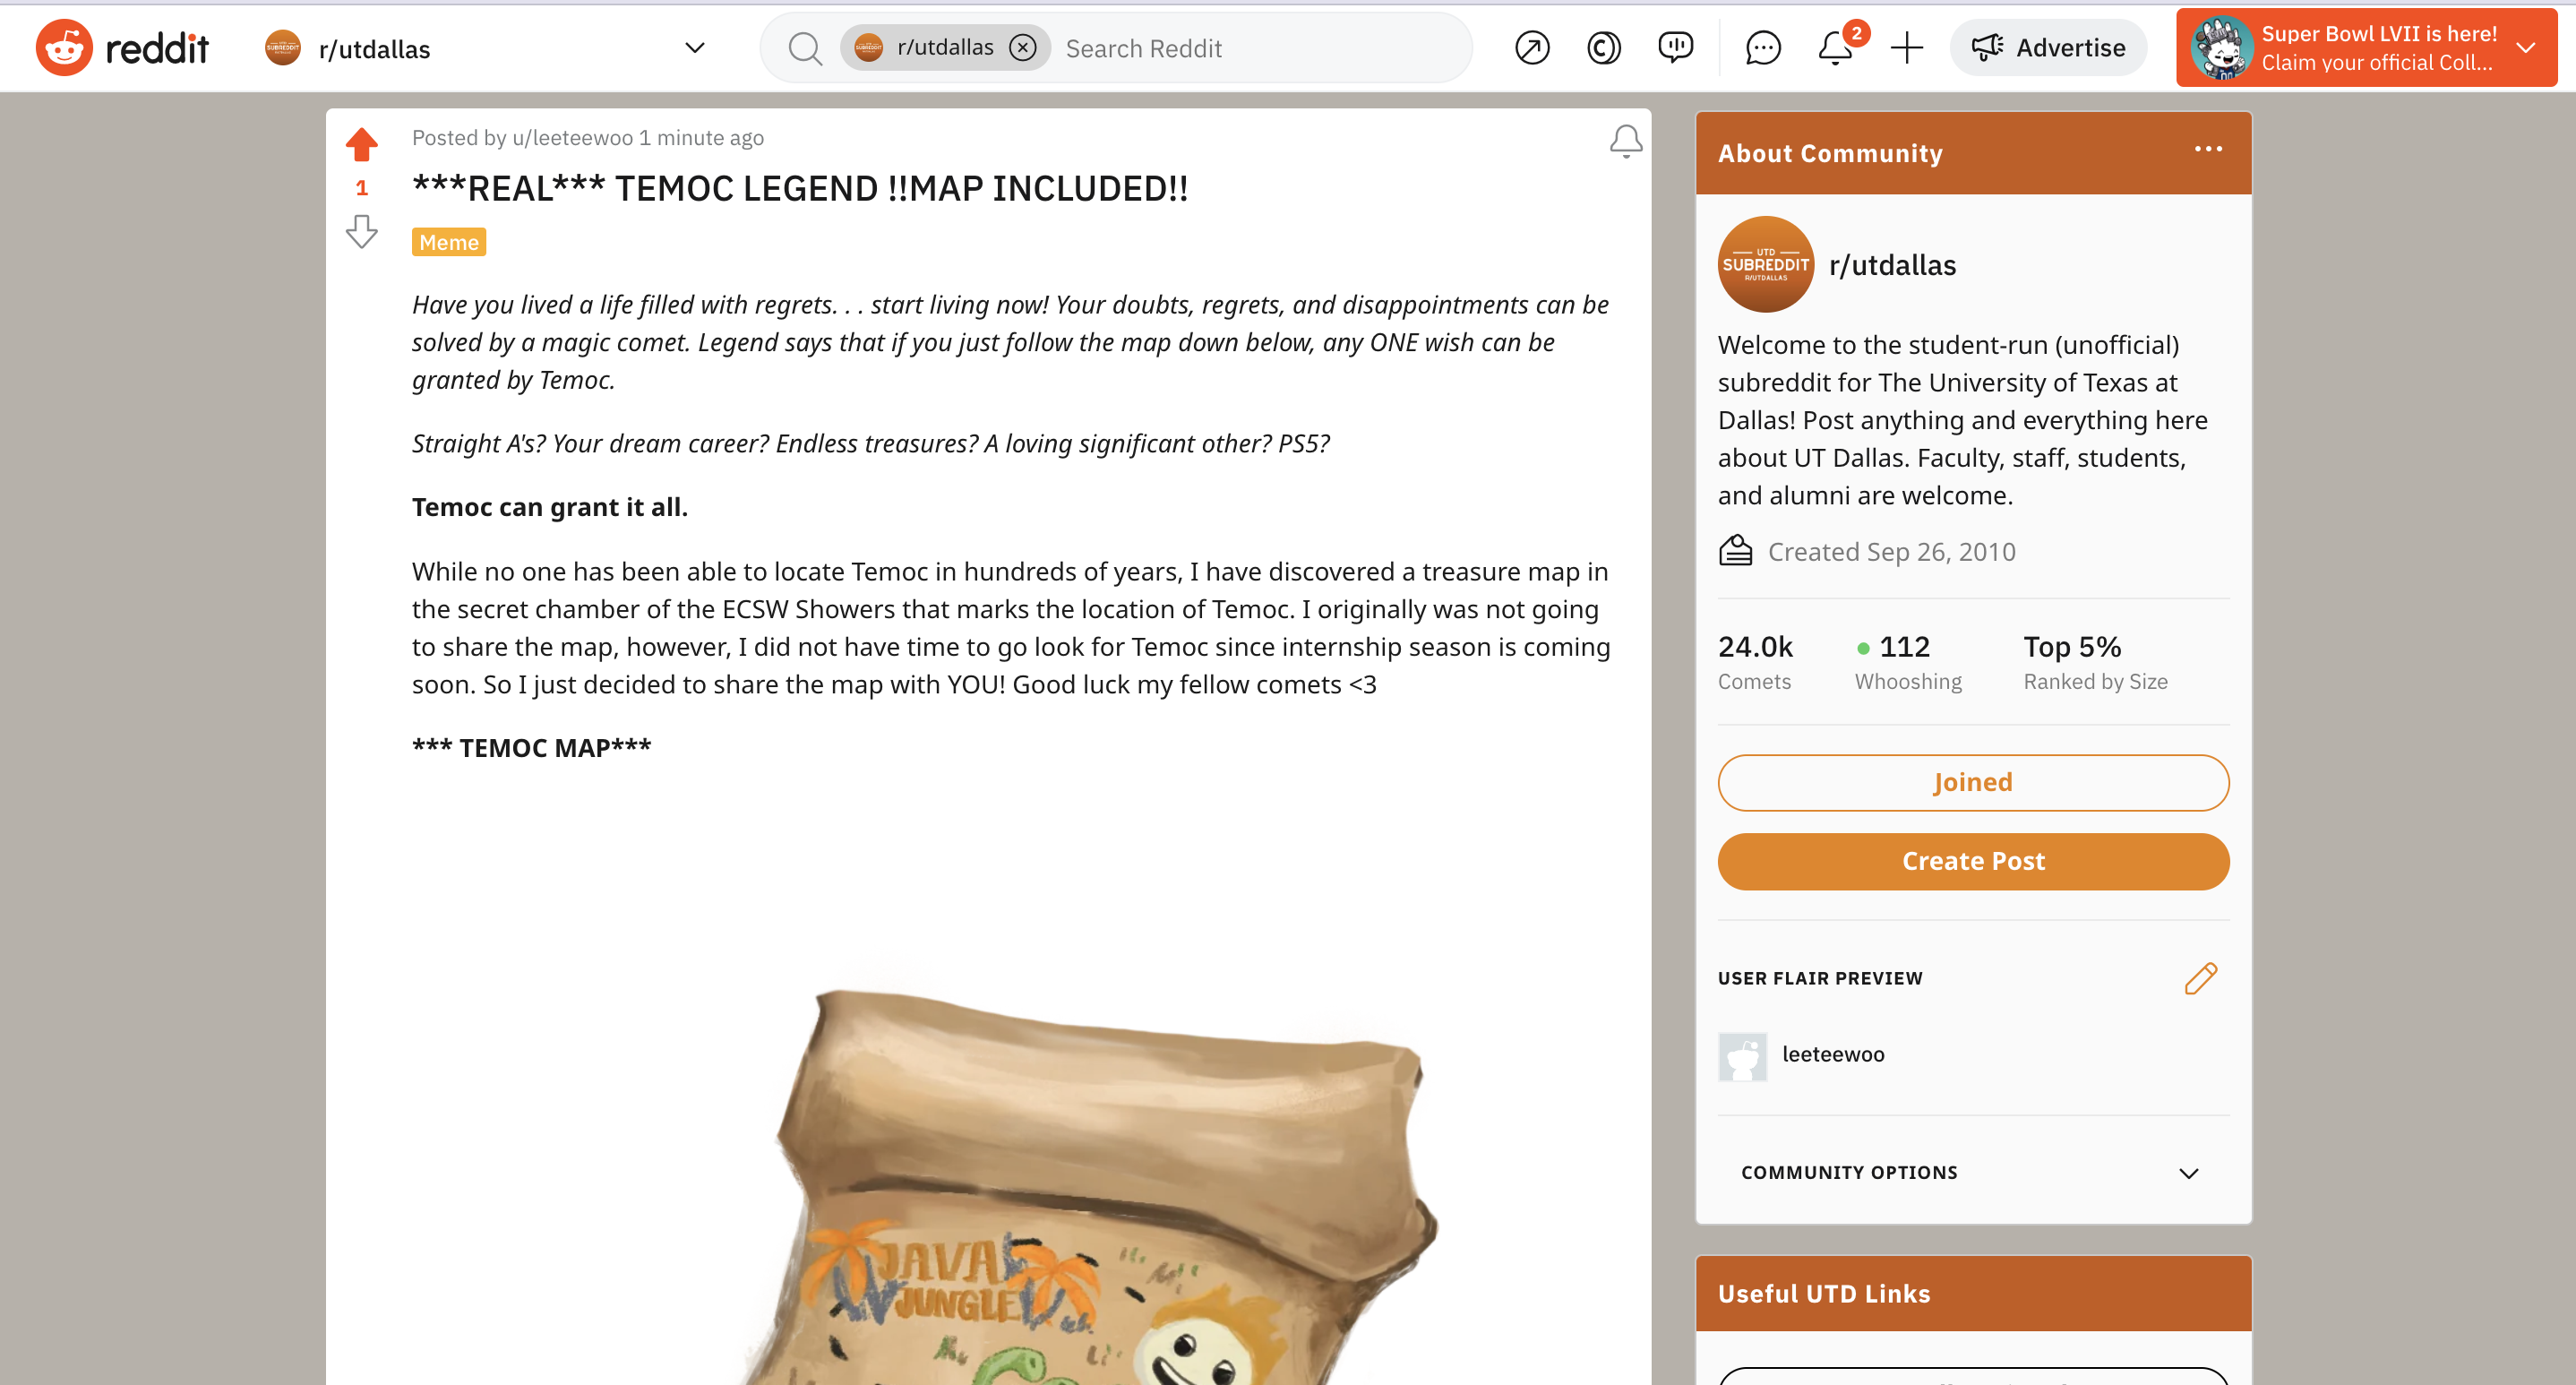 reddit
r/utdallas
r/utdallas
Search Reddit
2
Advertise
Super Bowl LVII is here!
Claim your official Coll...
Posted by u/leeteewoo 1 minute ago
1
***REAL*** TEMOC LEGEND !!MAP INCLUDED!!
Meme
Have you lived a life filled with regrets. . . start living now! Your doubts, regrets, and disappointments can be
solved by a magic comet. Legend says that if you just follow the map down below, any ONE wish can be
granted by Temoc.
Straight A's? Your dream career? Endless treasures? A loving significant other? PS5?
Temoc can grant it all.
While no one has been able to locate Temoc in hundreds of years, I have discovered a treasure map in
the secret chamber of the ECSW Showers that marks the location of Temoc. I originally was not going
to share the map, however, I did not have time to go look for Temoc since internship season is coming
soon. So I just decided to share the map with YOU! Good luck my fellow comets <3
*** TEMOC MAP***
JAVA
JUNGLE
About Community
UTD
SUBREDDIT
R/UTDALLAS
r/utdallas
Welcome to the student-run (unofficial)
subreddit for The University of Texas at
Dallas! Post anything and everything here
about UT Dallas. Faculty, staff, students,
and alumni are welcome.
Created Sep 26, 2010
24.0k
Comets
112
Whooshing
Top 5%
Ranked by Size
Joined
Create Post
USER FLAIR PREVIEW
leeteewoo
COMMUNITY OPTIONS
Useful UTD Links